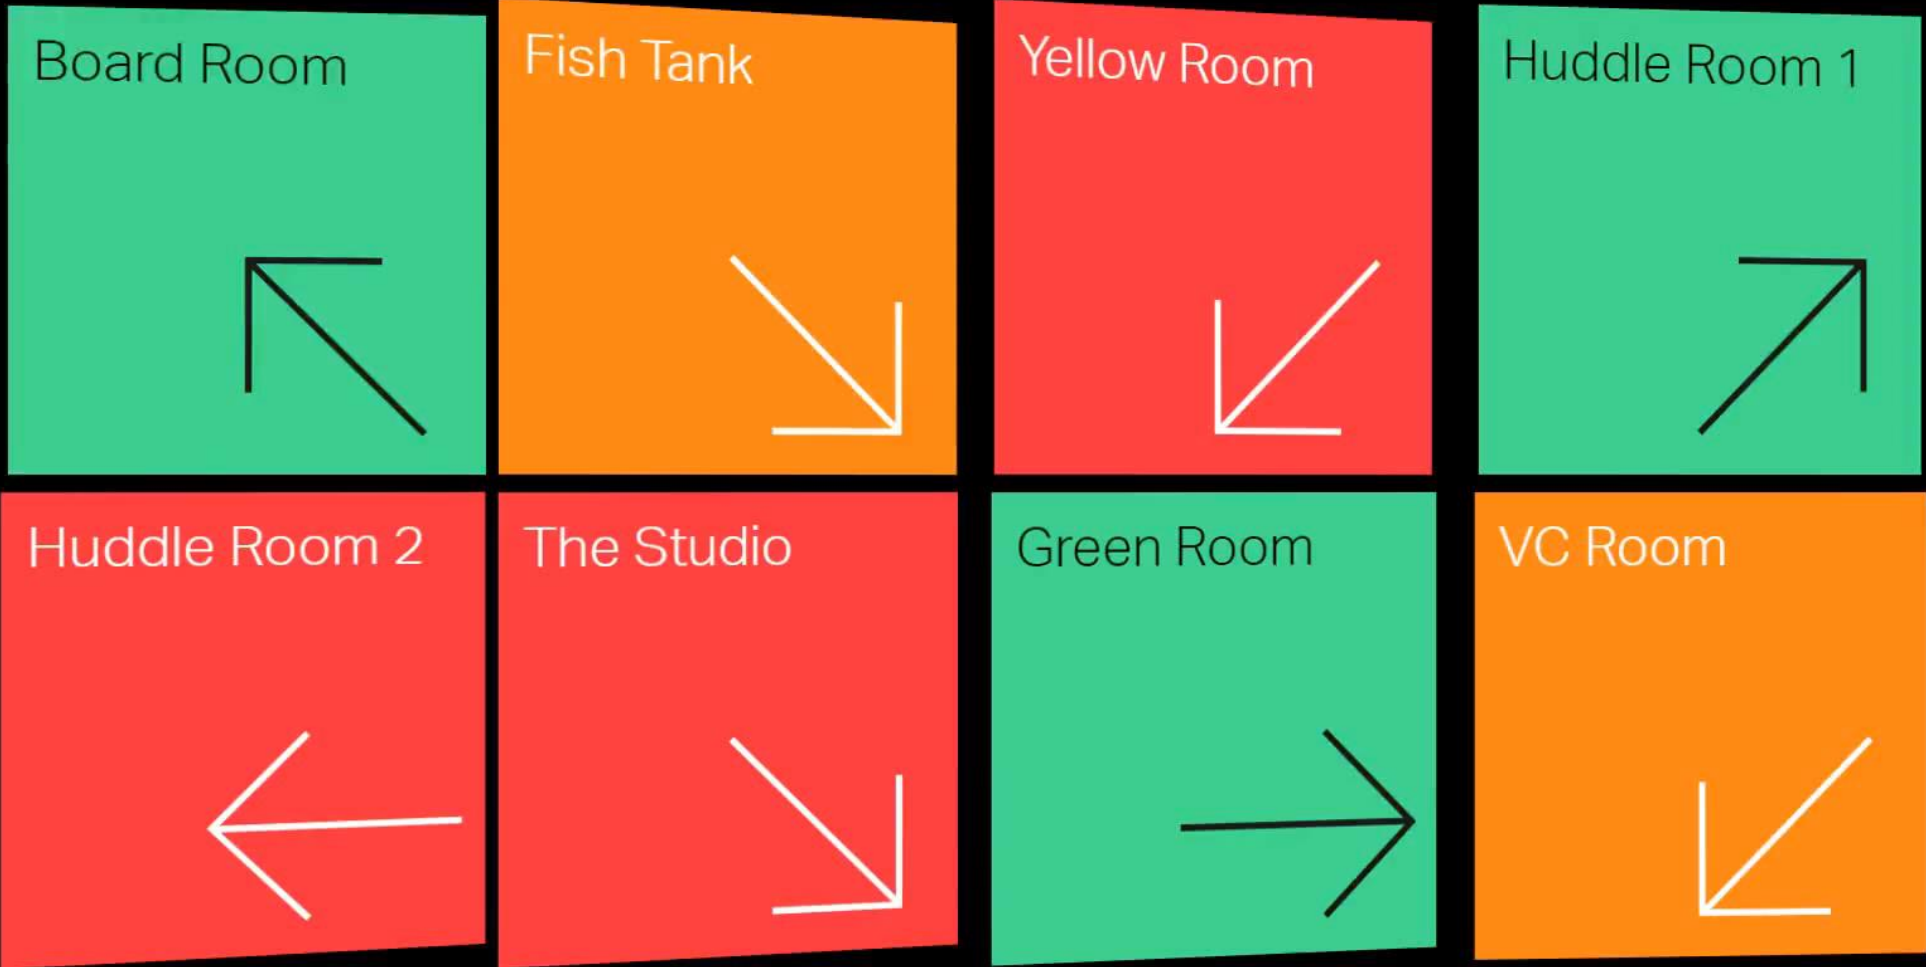 Board Room
Fish Tank
Yellow Room
Huddle Room 1
Huddle Room 2
The Studio
Green Room
VC Room